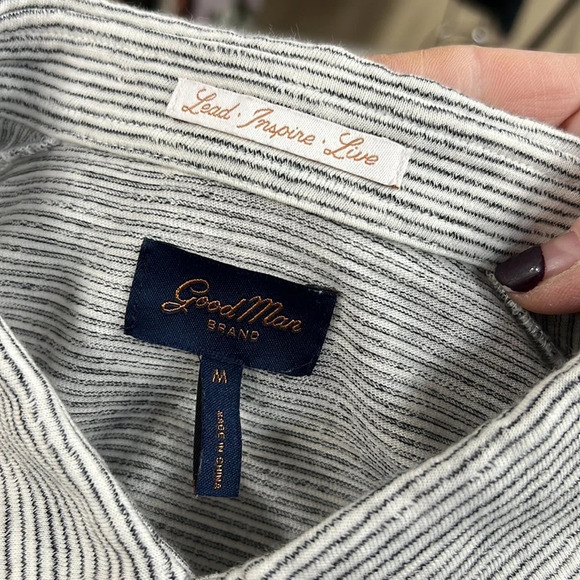 Lead · Inspire · Live
Good Man
BRAND
M
MADE IN CHINA